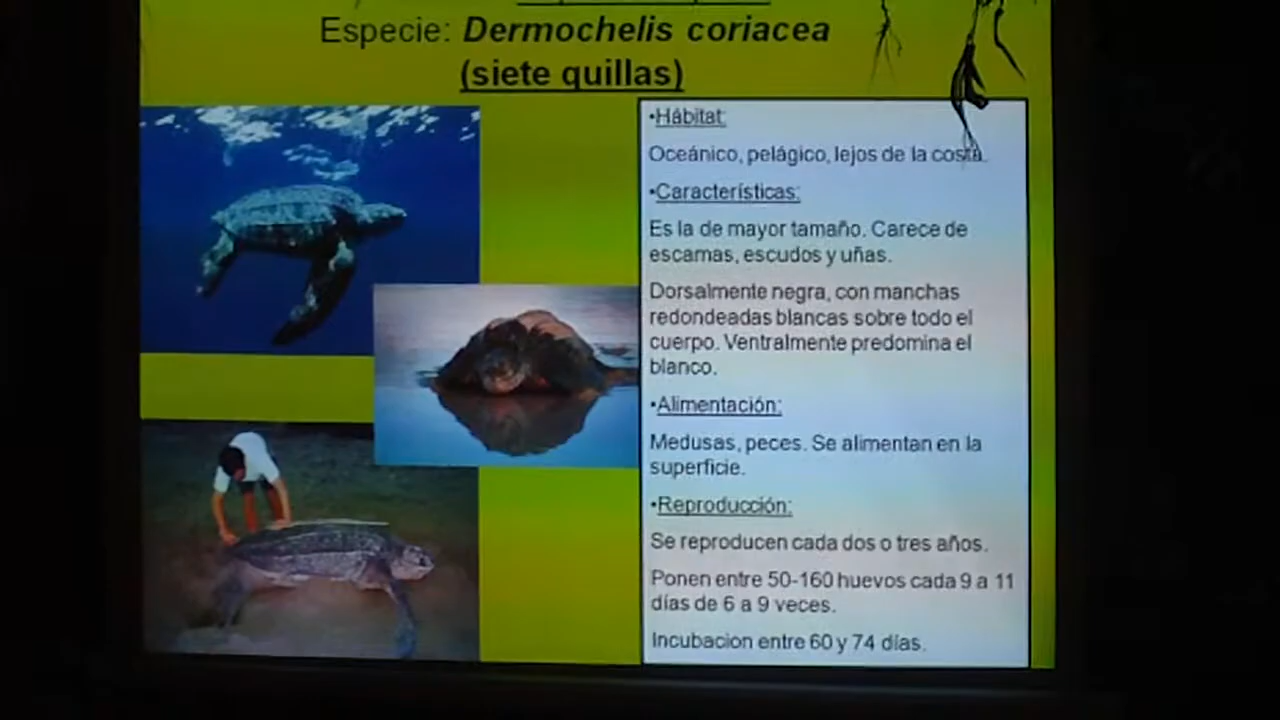 Especie: Dermochelis coriacea
(siete quillas)
•Hábitat:
Oceánico, pelágico, lejos de la costa.
•Características:
Es la de mayor tamaño. Carece de
escamas, escudos y uñas.
Dorsalmente negra, con manchas
redondeadas blancas sobre todo el
cuerpo. Ventralmente predomina el
blanco.
•Alimentación:
Medusas, peces. Se alimentan en la
superficie.
•Reproducción:
Se reproducen cada dos o tres años.
Ponen entre 50-160 huevos cada 9 a 11
días de 6 a 9 veces.
Incubacion entre 60 y 74 días.